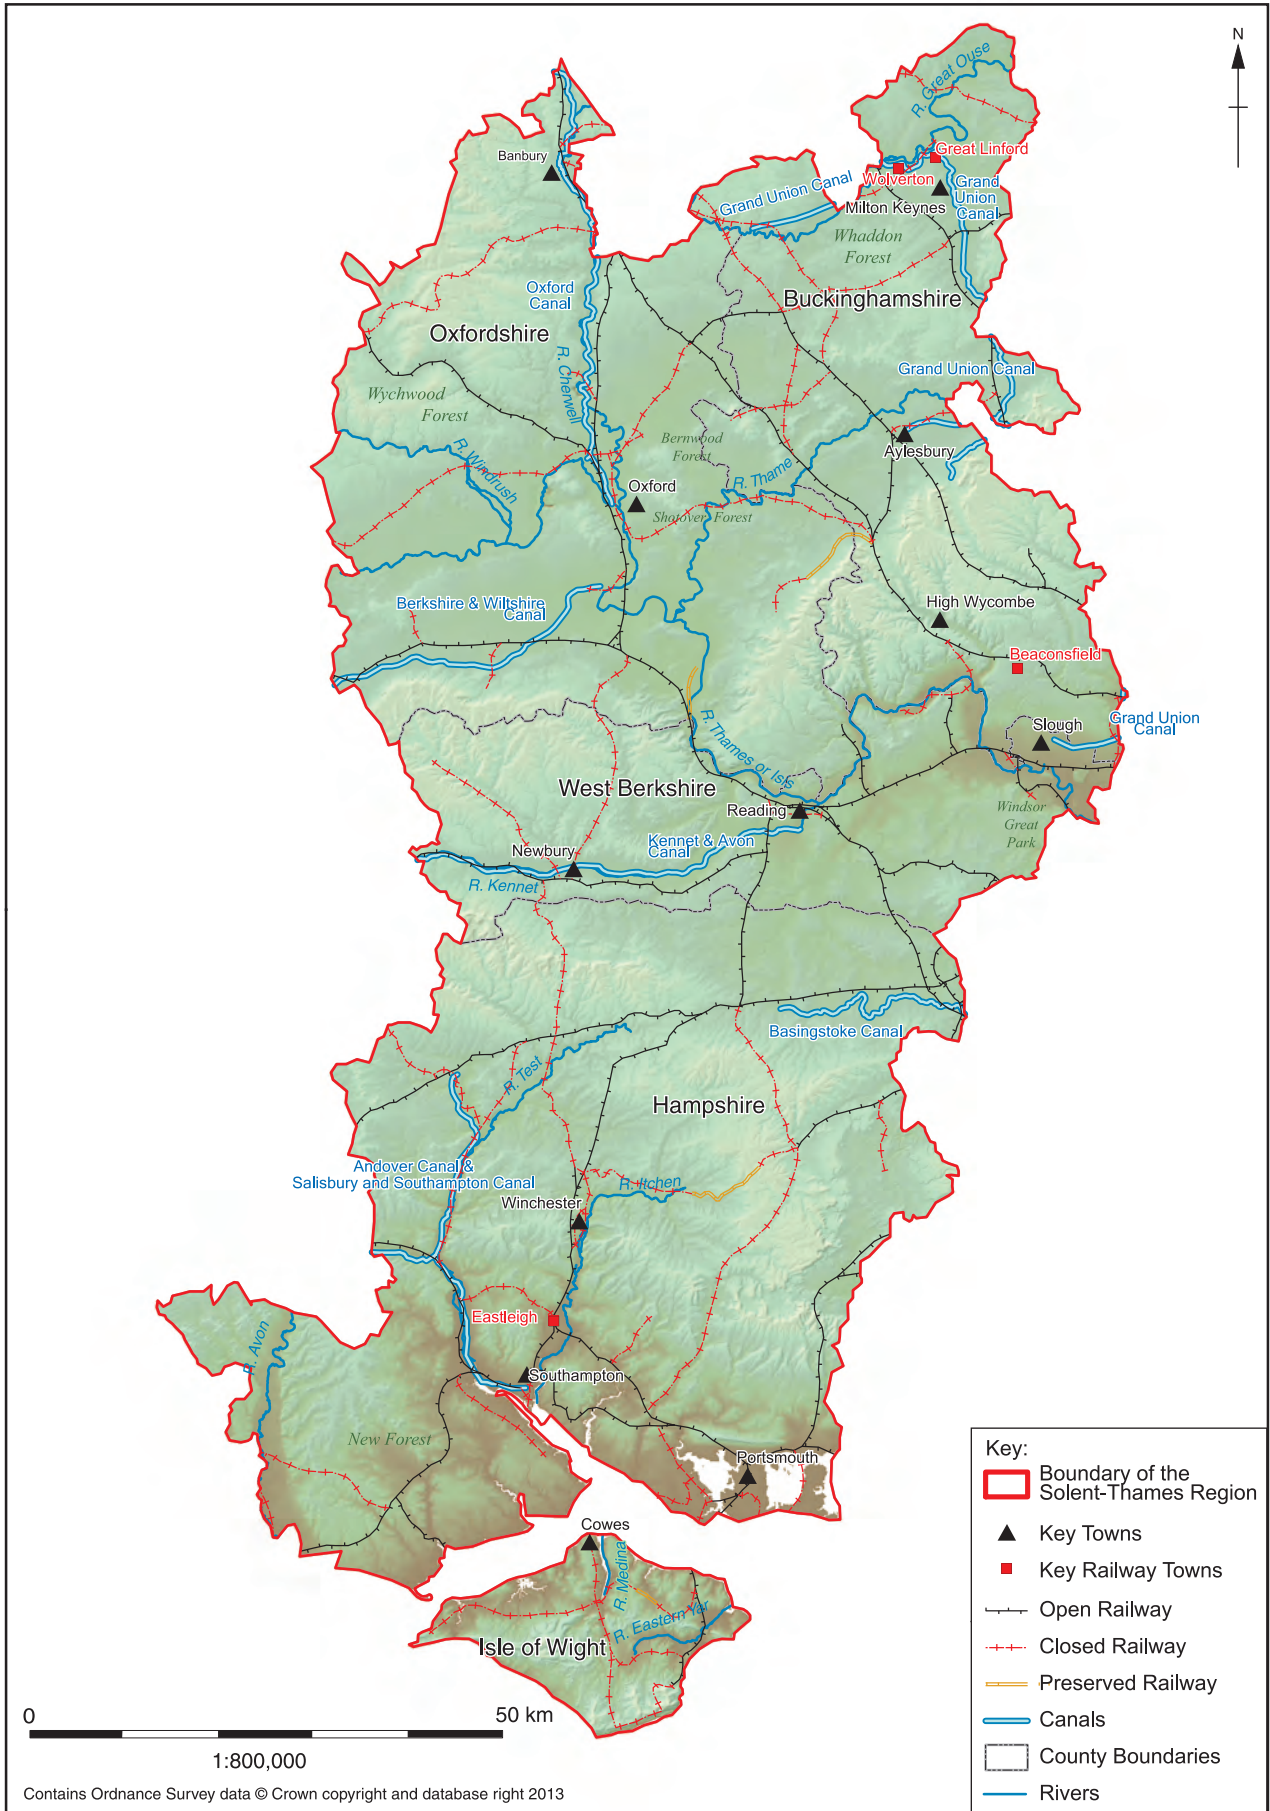 N
R. Great Ouse
Banbury
Great Linford
Wolverton
Grand Union Canal
Milton Keynes
Grand
Union
Canal
Whaddon
Forest
Oxford
Canal
Buckinghamshire
Oxfordshire
R. Cherwell
Grand Union Canal
Wychwood
Forest
Bernwood
Forest
Aylesbury
R. Windrush
R. Thame
Oxford
Shotover Forest
Berkshire & Wiltshire
Canal
High Wycombe
Beaconsfield
Slough
Grand Union
Canal
R. Thames or Isis
West Berkshire
Reading
Windsor
Great
Park
Kennet & Avon
Canal
Newbury
R. Kennet
Basingstoke Canal
R. Test
Hampshire
Andover Canal &
Salisbury and Southampton Canal
R. Itchen
Winchester
Eastleigh
R. Avon
Southampton
New Forest
Portsmouth
Cowes
R. Medina
R. Eastern Yar
Isle of Wight
Key:
Boundary of the
Solent-Thames Region
Key Towns
Key Railway Towns
Open Railway
Closed Railway
Preserved Railway
Canals
County Boundaries
Rivers
0 50 km
1:800,000
Contains Ordnance Survey data © Crown copyright and database right 2013